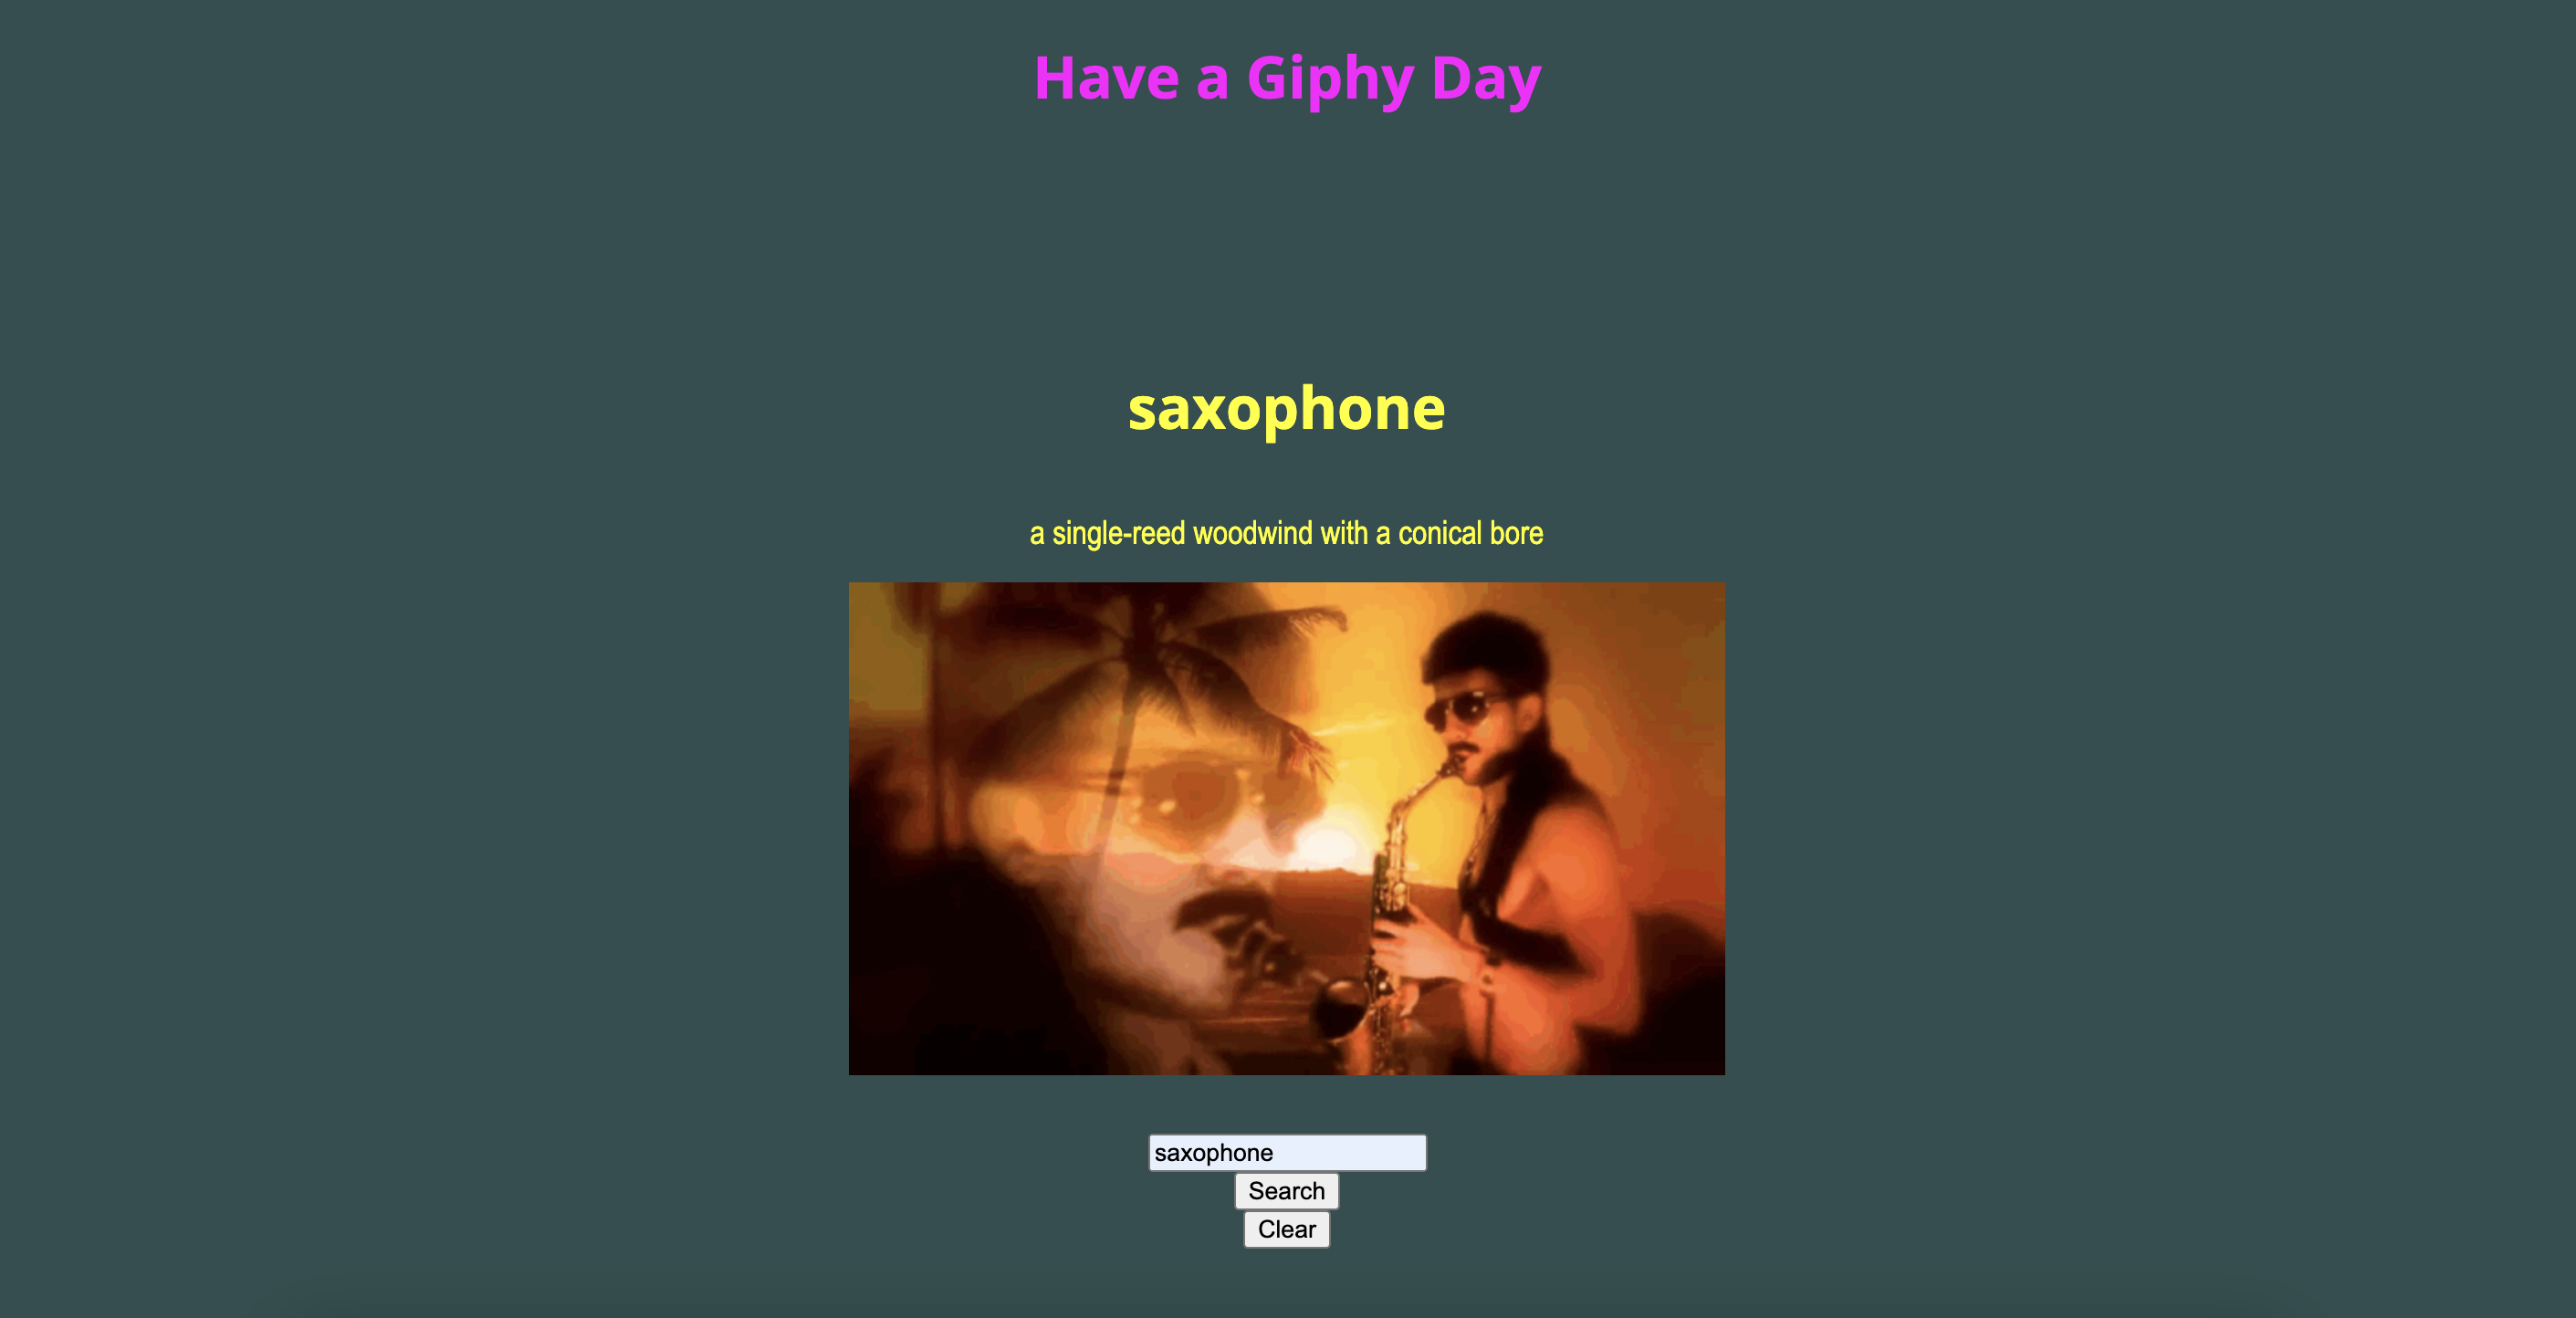 Have a Giphy Day
saxophone
a single-reed woodwind with a conical bore
saxophone
Search
Clear